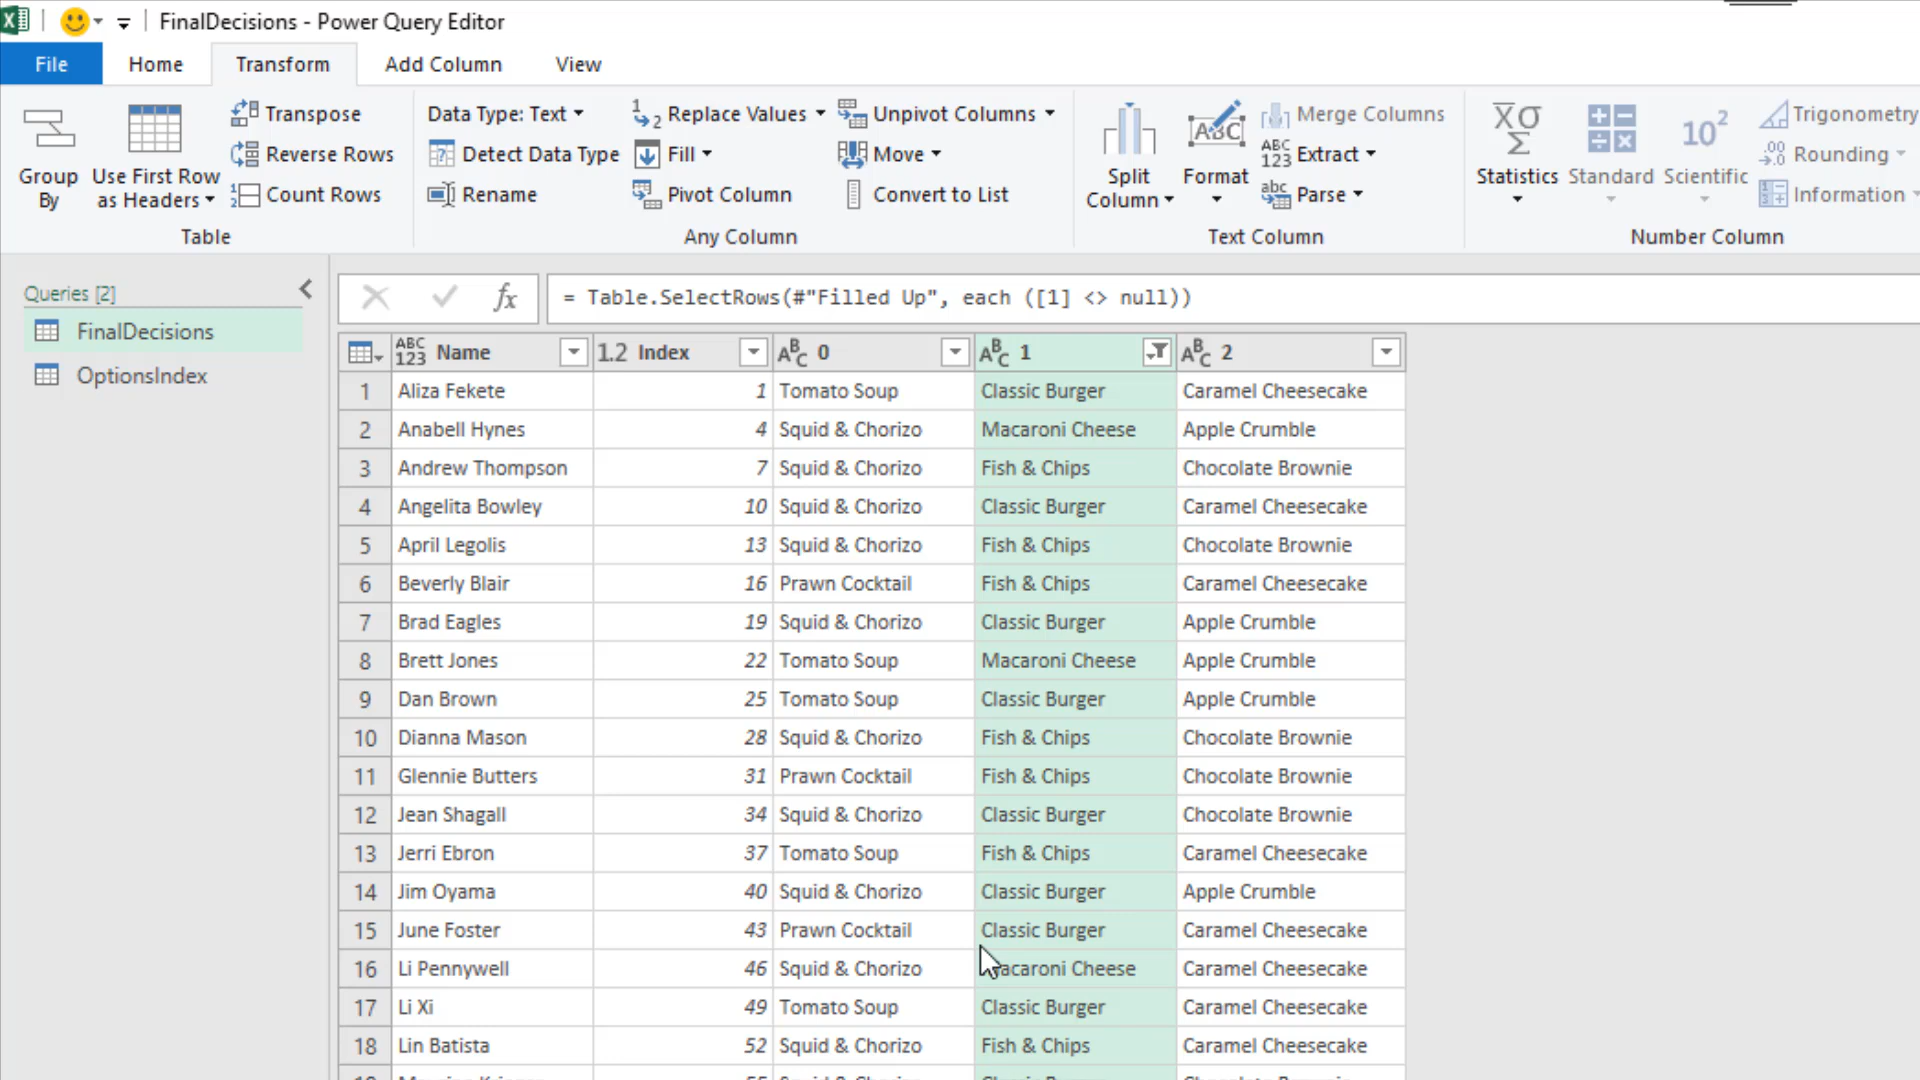 FinalDecisions - Power Query Editor
File Home Transform Add Column View
Group By
Use First Row as Headers
Transpose
Reverse Rows
Count Rows
Table
Data Type: Text
Detect Data Type
Rename
Replace Values
Fill
Pivot Column
Unpivot Columns
Move
Convert to List
Any Column
Split Column
Format
Merge Columns
Extract
Parse
Text Column
Statistics
Standard
Scientific
Trigonometry
Rounding
Information
Number Column
Queries [2]
FinalDecisions
OptionsIndex
fx = Table.SelectRows(#"Filled Up", each ([1] <> null))
ABC 123 Name 1.2 Index ABC 0 ABC 1 ABC 2
1 Aliza Fekete 1 Tomato Soup Classic Burger Caramel Cheesecake
2 Anabell Hynes 4 Squid & Chorizo Macaroni Cheese Apple Crumble
3 Andrew Thompson 7 Squid & Chorizo Fish & Chips Chocolate Brownie
4 Angelita Bowley 10 Squid & Chorizo Classic Burger Caramel Cheesecake
5 April Legolis 13 Squid & Chorizo Fish & Chips Chocolate Brownie
6 Beverly Blair 16 Prawn Cocktail Fish & Chips Caramel Cheesecake
7 Brad Eagles 19 Squid & Chorizo Classic Burger Apple Crumble
8 Brett Jones 22 Tomato Soup Macaroni Cheese Apple Crumble
9 Dan Brown 25 Tomato Soup Classic Burger Apple Crumble
10 Dianna Mason 28 Squid & Chorizo Fish & Chips Chocolate Brownie
11 Glennie Butters 31 Prawn Cocktail Fish & Chips Chocolate Brownie
12 Jean Shagall 34 Squid & Chorizo Classic Burger Chocolate Brownie
13 Jerri Ebron 37 Tomato Soup Fish & Chips Caramel Cheesecake
14 Jim Oyama 40 Squid & Chorizo Classic Burger Apple Crumble
15 June Foster 43 Prawn Cocktail Classic Burger Caramel Cheesecake
16 Li Pennywell 46 Squid & Chorizo Macaroni Cheese Caramel Cheesecake
17 Li Xi 49 Tomato Soup Classic Burger Caramel Cheesecake
18 Lin Batista 52 Squid & Chorizo Fish & Chips Caramel Cheesecake